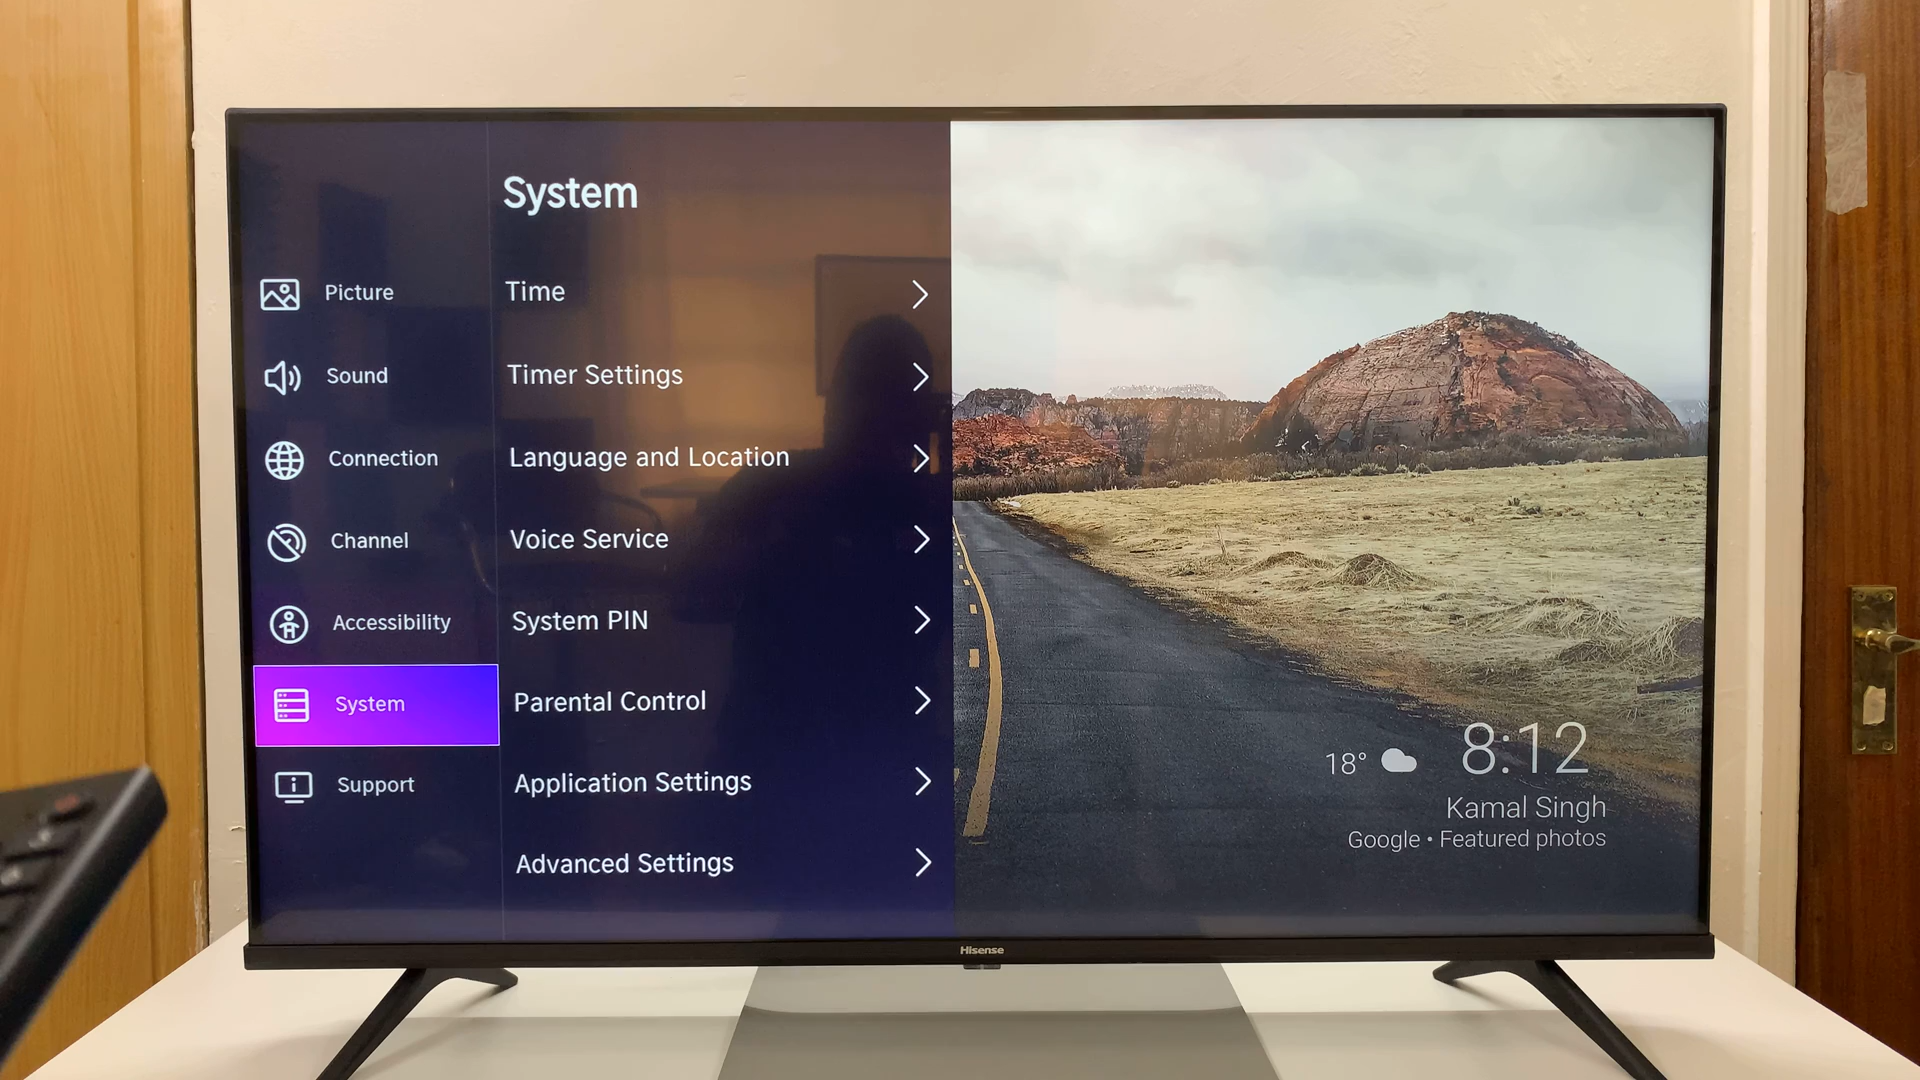 System
Picture
Sound
Connection
Channel
Accessibility
System
Support
Time
Timer Settings
Language and Location
Voice Service
System PIN
Parental Control
Application Settings
Advanced Settings
18° 8:12
Kamal Singh
Google • Featured photos
Hisense